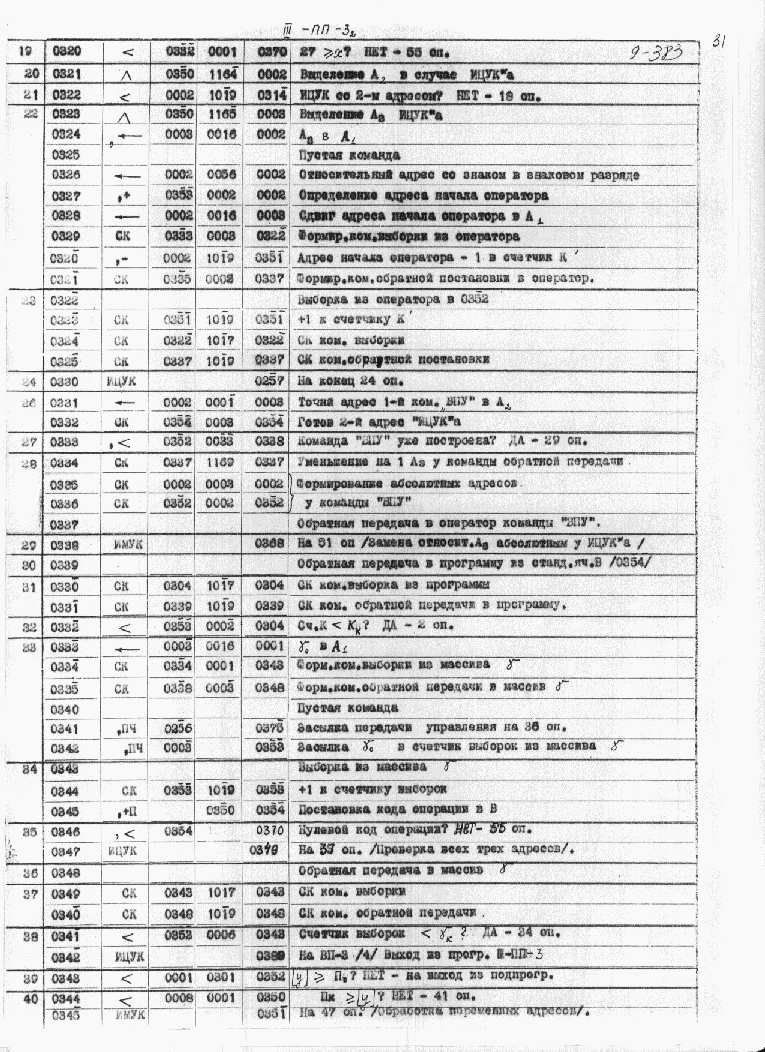 III -ПП-3
31
9-383
19 0320 < 0332 0001 0370 27 ≥x? НЕТ - 55 оп.
20 0321 Λ 0350 1164 0002 Выделение А, в случае ИЦУК"а
21 0322 < 0002 1019 0314 ИЦУК со 2-м адресом? НЕТ - 18 оп.
22 0323 Λ 0350 1165 0003 Выделение А₃ ИЦУК"а
0324 ,← 0003 0016 0002 А₃ в А₁
0325 Пустая команда
0326 ← 0002 0056 0002 Относительный адрес со знаком в знаковом разряде
0327 ,+ 0353 0002 0002 Определение адреса начала оператора
0328 ← 0002 0016 0003 Сдвиг адреса начала оператора в А₁
0329 СК 0333 0003 0322 Формир.ком.выборки из оператора
0320 ,- 0002 1019 0351 Адрес начала оператора - 1 в счетчик К
0321 СК 0335 0003 0337 Формир.ком.обратной постановки в оператор.
23 0322 Выборка из оператора в 0352
0323 СК 0351 1019 0351 +1 к счетчику К
0324 СК 0322 1017 0322 СК ком. выборки
0325 СК 0337 1019 0337 СК ком.обратной постановки
24 0330 ИЦУК 0257 На конец 24 оп.
26 0331 ← 0002 0001 0003 Точный адрес 1-й ком. "ВПУ" в А₁
0332 СК 0354 0003 0354 Готов 2-й адрес "ИЦУК"а
27 0333 ,< 0352 0033 0338 Команда "ВПУ" уже построена? ДА - 29 оп.
28 0334 СК 0337 1169 0337 Уменьшение на 1 А₃ у команды обратной передачи.
0335 СК 0002 0003 0002 Формирование абсолютных адресов
0336 СК 0352 0002 0352 у команды "ВПУ"
0337 Обратная передача в оператор команды "ВПУ".
29 0338 ИМУК 0368 На 51 оп /Замена относит.А₃ абсолютным у ИЦУК"а /
30 0339 Обратная передача в программу из станд.яч.В /0354/
31 0330 СК 0304 1017 0304 СК ком.выборки из программы
0331 СК 0339 1019 0339 СК ком. обратной передачи в программу.
32 0332 < 0353 0002 0304 Сч.К < Kк? ДА - 2 оп.
33 0333 ← 0003 0016 0001 γ₀ в А₁
0334 СК 0334 0001 0343 Форм.ком.выборки из массива γ
0335 СК 0338 0003 0348 Форм.ком.обратной передачи в массив γ
0340 Пустая команда
0341 ,ПЧ 0256 0375 Засылка передачи управления на 36 оп.
0342 ,ПЧ 0003 0353 Засылка γ₀ в счетчик выборок из массива γ
34 0343 Выборка из массива γ
0344 СК 0353 1019 0353 +1 к счетчику выборок
0345 ,+П 0350 0354 Постановка кода операции в В
35 0346 ,< 0354 0370 Нулевой код операции? НЕТ- 55 оп.
0347 ИЦУК 0349 На 37 оп. /Проверка всех трех адресов/.
36 0348 Обратная передача в массив γ
37 0349 СК 0343 1017 0343 СК ком. выборки
0340 СК 0348 1019 0348 СК ком. обратной передачи.
38 0341 < 0353 0006 0343 Счетчик выборок < γк ? ДА - 34 оп.
0342 ИЦУК 0389 На ВП-3 /4/ Выход из прогр. III-ПП-3
39 0343 < 0001 0301 0352 [y] ≥ П₁? НЕТ - на выход из подпрогр.
40 0344 < 0008 0001 0350 Пк ≥[y]? НЕТ - 41 оп.
0345 ИМУК 0351 На 47 оп. /Обработка переменных адресов/.